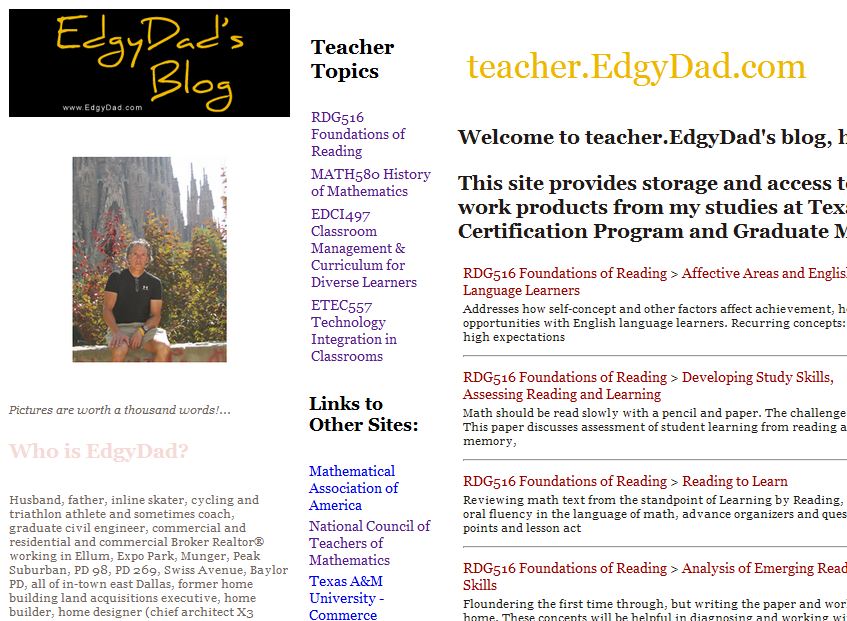 EdgyDad's
Blog
www.EdgyDad.com
Pictures are worth a thousand words!...
Who is EdgyDad?
Husband, father, inline skater, cycling and
triathlon athlete and sometimes coach,
graduate civil engineer, commercial and
residential and commercial Broker Realtor®
working in Ellum, Expo Park, Munger, Peak
Suburban, PD 98, PD 269, Swiss Avenue, Baylor
PD, all of in-town east Dallas, former home
building land acquisitions executive, home
builder, home designer (chief architect X3
Teacher
Topics
RDG516
Foundations of
Reading
MATH580 History
of Mathematics
EDCI497
Classroom
Management &
Curriculum for
Diverse Learners
ETEC557
Technology
Integration in
Classrooms
Links to
Other Sites:
Mathematical
Association of
America
National Council of
Teachers of
Mathematics
Texas A&M
University -
Commerce
teacher.EdgyDad.com
Welcome to teacher.EdgyDad's blog, h
This site provides storage and access to
work products from my studies at Texa
Certification Program and Graduate M
RDG516 Foundations of Reading > Affective Areas and English
Language Learners
Addresses how self-concept and other factors affect achievement, ho
opportunities with English language learners. Recurring concepts:
high expectations
RDG516 Foundations of Reading > Developing Study Skills,
Assessing Reading and Learning
Math should be read slowly with a pencil and paper. The challenge
This paper discusses assessment of student learning from reading a
memory,
RDG516 Foundations of Reading > Reading to Learn
Reviewing math text from the standpoint of Learning by Reading,
oral fluency in the language of math, advance organizers and ques
points and lesson act
RDG516 Foundations of Reading > Analysis of Emerging Read
Skills
Floundering the first time through, but writing the paper and wor
home. These concepts will be helpful in diagnosing and working wi